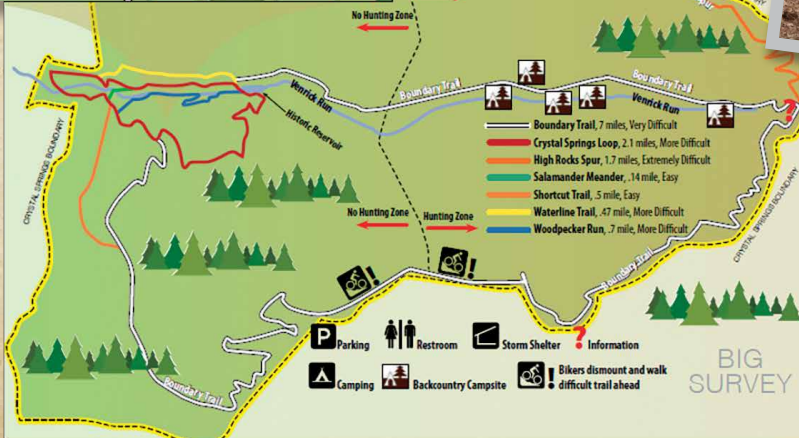 No Hunting Zone
Boundary Trail
Boundary Trail
Venrick Run
Venrick Run
Historic Reservoir
CRYSTAL SPRINGS BOUNDARY
Boundary Trail, 7 miles, Very Difficult
Crystal Springs Loop, 2.1 miles, More Difficult
High Rocks Spur, 1.7 miles, Extremely Difficult
Salamander Meander, .14 mile, Easy
Shortcut Trail, .5 mile, Easy
Waterline Trail, .47 mile, More Difficult
Woodpecker Run, .7 mile, More Difficult
?
CRYSTAL SPRINGS BOUNDARY
No Hunting Zone
Hunting Zone
Boundary Trail
!
!
P Parking
Restroom
Storm Shelter
? Information
Camping
Backcountry Campsite
! Bikers dismount and walk
difficult trail ahead
BIG
SURVEY
Boundary Trail